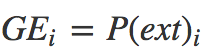 GE_i = P(ext)_i